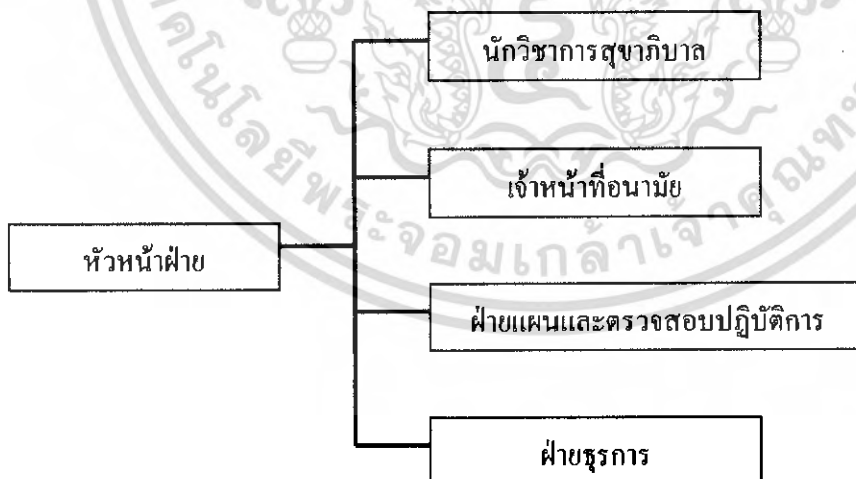 นักวิชาการสุขาภิบาล
เจ้าหน้าที่อนามัย
หัวหน้าฝ่าย
ฝ่ายแผนและตรวจสอบปฏิบัติการ
ฝ่ายธุรการ